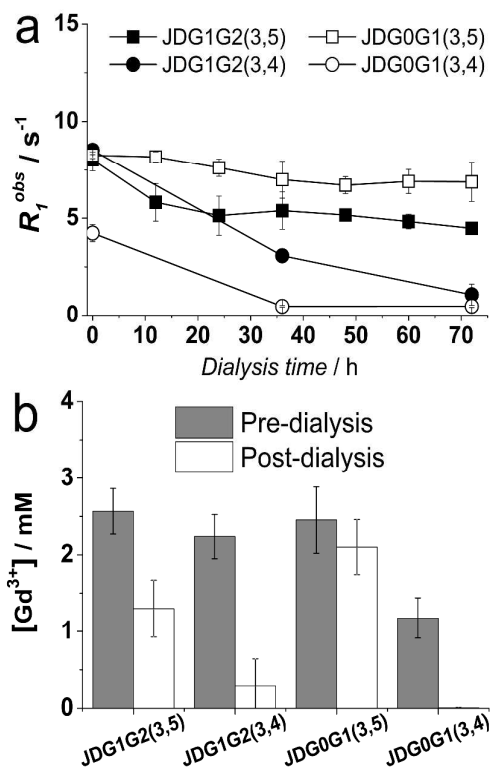 a
JDG1G2(3,5) JDG0G1(3,5)
JDG1G2(3,4) JDG0G1(3,4)
15
10
5
0
R₁ᵒᵇˢ / s⁻¹
0 10 20 30 40 50 60 70
Dialysis time / h
b
4
3
2
1
0
[Gd³⁺] / mM
Pre-dialysis
Post-dialysis
JDG1G2(3,5) JDG1G2(3,4) JDG0G1(3,5) JDG0G1(3,4)